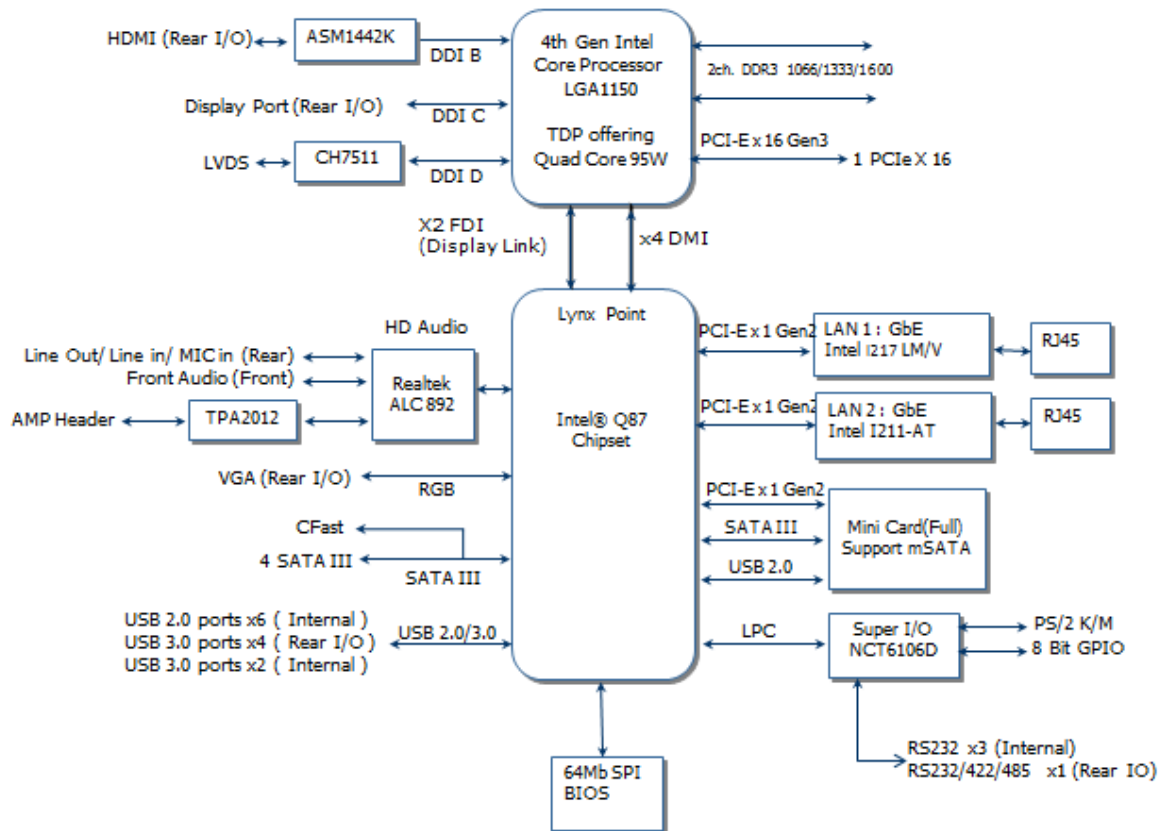 HDMI (Rear I/O)
ASM1442K
DDI B
4th Gen Intel
Core Processor
LGA1150
TDP offering
Quad Core 95W
2ch. DDR3 1066/1333/1600
Display Port (Rear I/O)
DDI C
PCI-E x 16 Gen3
1 PCIe X 16
LVDS
CH7511
DDI D
X2 FDI
(Display Link)
x4 DMI
Lynx Point
Intel® Q87
Chipset
HD Audio
Line Out/ Line in/ MIC in (Rear)
Front Audio (Front)
Realtek
ALC 892
AMP Header
TPA2012
PCI-E x 1 Gen2
LAN 1 : GbE
Intel I217 LM/V
RJ45
PCI-E x 1 Gen2
LAN 2 : GbE
Intel I211-AT
RJ45
VGA (Rear I/O)
RGB
PCI-E x 1 Gen2
SATA III
USB 2.0
Mini Card(Full)
Support mSATA
CFast
4 SATA III
SATA III
USB 2.0 ports x6 ( Internal )
USB 3.0 ports x4 ( Rear I/O )
USB 3.0 ports x2 ( Internal )
USB 2.0/3.0
LPC
Super I/O
NCT6106D
PS/2 K/M
8 Bit GPIO
RS232 x3 (Internal)
RS232/422/485 x1 (Rear IO)
64Mb SPI
BIOS